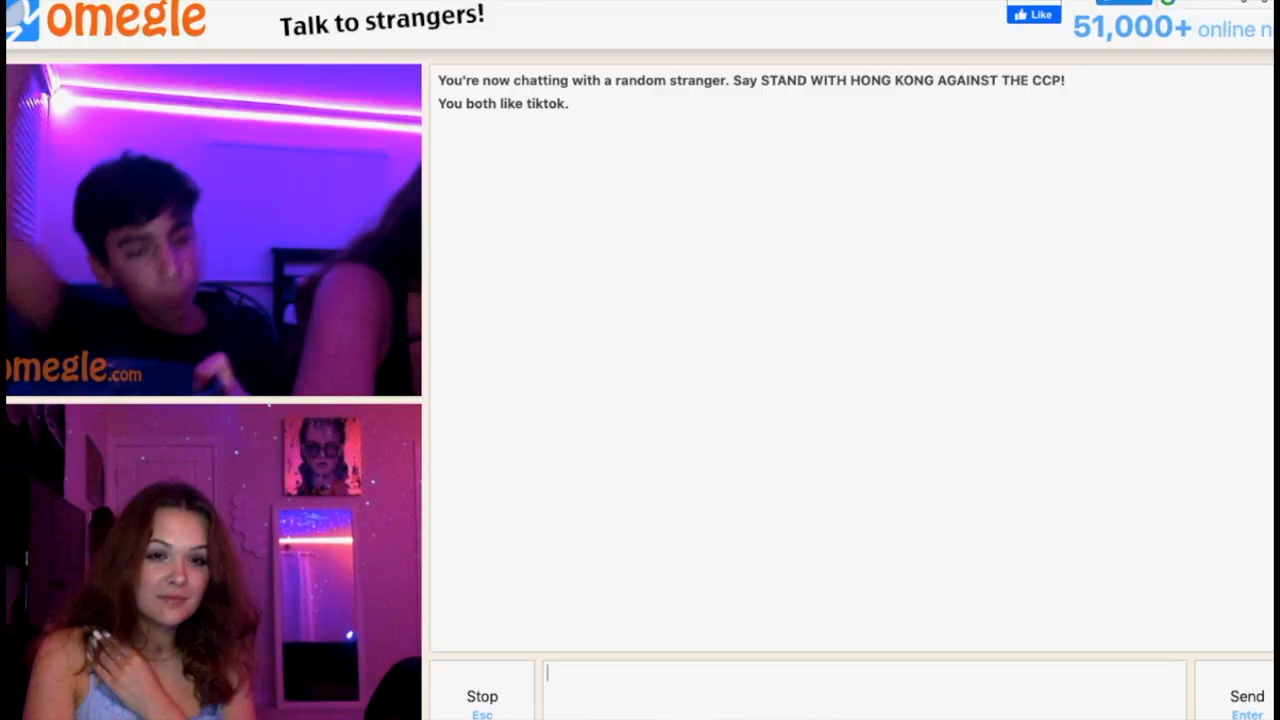 omegle
Talk to strangers!
Like
51,000+ online n
You're now chatting with a random stranger. Say STAND WITH HONG KONG AGAINST THE CCP!
You both like tiktok.
omegle.com
Stop
Esc
Send
Enter